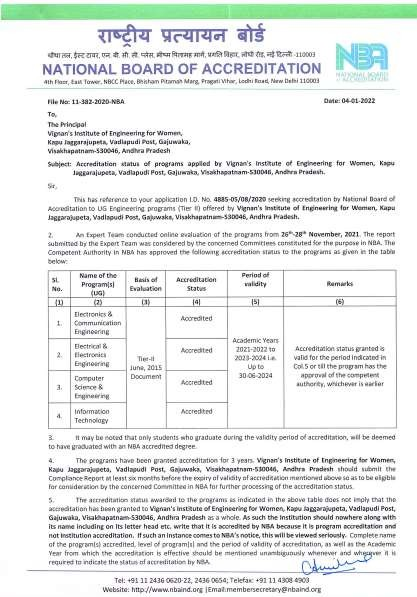 राष्ट्रीय प्रत्यायन बोर्ड
चौथा तल, ईस्ट टावर, एन. बी. सी. सी. प्लेस, भीष्म पितामह मार्ग, प्रगति विहार, लोधी रोड, नई दिल्ली -110003
NATIONAL BOARD OF ACCREDITATION
4th Floor, East Tower, NBCC Place, Bhisham Pitamah Marg, Pragati Vihar, Lodhi Road, New Delhi 110003
NBA
NATIONAL BOARD
OF ACCREDITATION
File No: 11-382-2020-NBA
Date: 04-01-2022
To,
The Principal
Vignan's Institute of Engineering for Women,
Kapu Jaggarajupeta, Vadlapudi Post, Gajuwaka,
Visakhapatnam-530046,
Andhra Pradesh
Subject: Accreditation status of programs applied by Vignan's Institute of Engineering for Women, Kapu
Jaggarajupeta, Vadlapudi Post, Gajuwaka, Visakhapatnam-530046, Andhra Pradesh.
Sir,
This has reference to your application I.D. No. 4885-05/08/2020 seeking accreditation by National Board of
Accreditation to UG Engineering programs (Tier II) offered by Vignan's Institute of Engineering for Women, Kapu
Jaggarajupeta, Vadlapudi Post, Gajuwaka, Visakhapatnam-530046, Andhra Pradesh.
2. An Expert Team conducted online evaluation of the programs from 26th-28th November, 2021. The report
submitted by the Expert Team was considered by the concerned Committees constituted for the purpose in NBA. The
Competent Authority in NBA has approved the following accreditation status to the programs as given in the table
below:
Sl. No. Name of the Program(s) (UG) Basis of Evaluation Accreditation Status Period of validity Remarks
(1) (2) (3) (4) (5) (6)
1. Electronics & Communication Engineering Accredited
2. Electrical & Electronics Engineering Accredited
3. Computer Science & Engineering Accredited
4. Information Technology Accredited
Tier-II
June, 2015
Document
Academic Years
2021-2022 to
2023-2024 i.e.
Up to
30-06-2024
Accreditation status granted is
valid for the period indicated in
Col.5 or till the program has the
approval of the competent
authority, whichever is earlier
3. It may be noted that only students who graduate during the validity period of accreditation, will be deemed
to have graduated with an NBA accredited degree.
4. The programs have been granted accreditation for 3 years. Vignan's Institute of Engineering for Women,
Kapu Jaggarajupeta, Vadlapudi Post, Gajuwaka, Visakhapatnam-530046, Andhra Pradesh should submit the
Compliance Report at least six months before the expiry of validity of accreditation mentioned above so as to be eligible
for consideration by the concerned Committee in NBA for further processing of the accreditation status.
5. The accreditation status awarded to the programs as indicated in the above table does not imply that the
accreditation has been granted to Vignan's Institute of Engineering for Women, Kapu Jaggarajupeta, Vadlapudi Post,
Gajuwaka, Visakhapatnam-530046, Andhra Pradesh as a whole. As such the Institution should nowhere along with
its name including on its letter head etc. write that it is accredited by NBA because it is program accreditation and
not Institution accreditation. If such an instance comes to NBA's notice, this will be viewed seriously. Complete name
of the program(s) accredited, level of program(s) and the period of validity of accreditation, as well as the Academic
Year from which the accreditation is effective should be mentioned unambiguously whenever and wherever it is
required to indicate the status of accreditation by NBA.
Tel: +91 11 2436 0620-22, 2436 0654; Telefax: +91 11 4308 4903
Website: http://www.nbaind.org |Email:membersecretary@nbaind.org